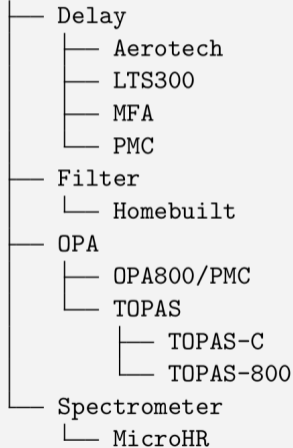 Delay
Aerotech
LTS300
MFA
PMC
Filter
Homebuilt
OPA
OPA800/PMC
TOPAS
TOPAS-C
TOPAS-800
Spectrometer
MicroHR